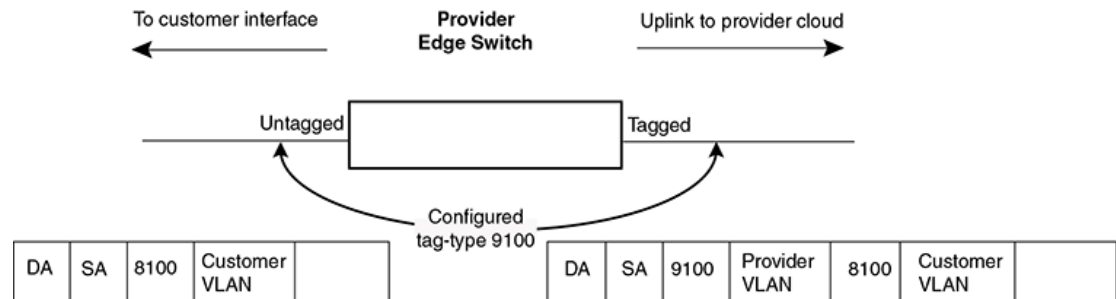 To customer interface
Provider
Edge Switch
Uplink to provider cloud
Untagged
Tagged
Configured
tag-type 9100
DA SA 8100 Customer
VLAN
DA SA 9100 Provider
VLAN 8100 Customer
VLAN